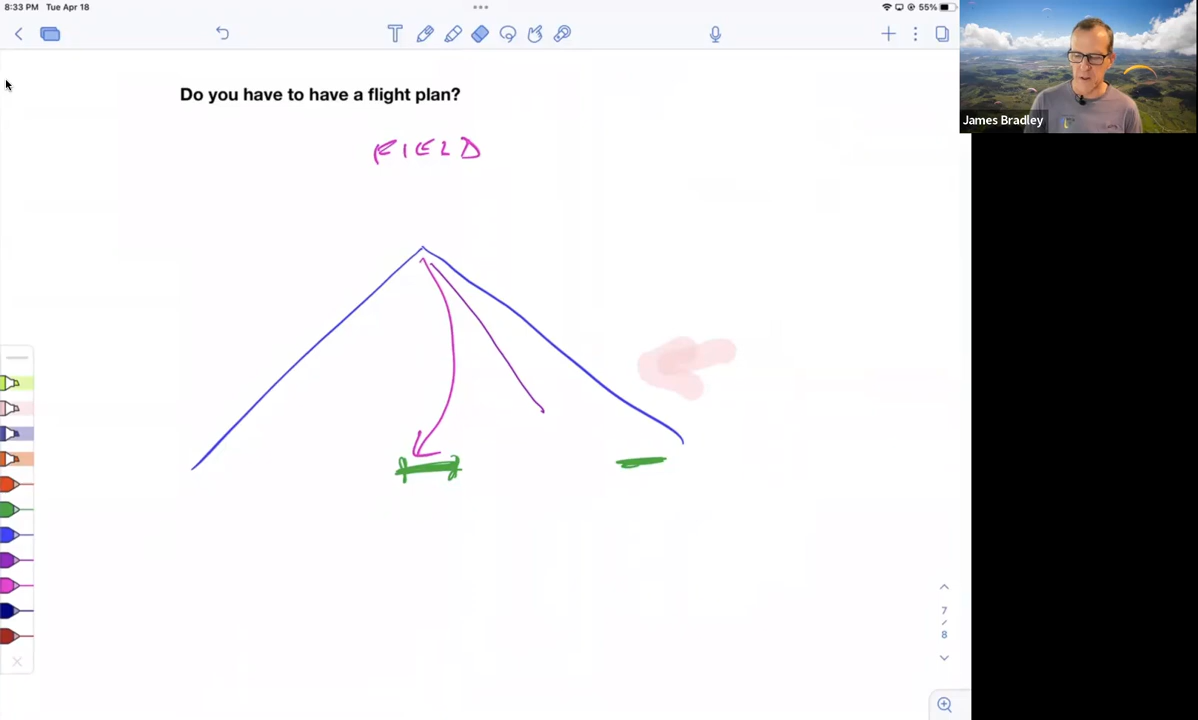 8:33 PM Tue Apr 18
55%
Do you have to have a flight plan?
FIELD
James Bradley
7
/
8